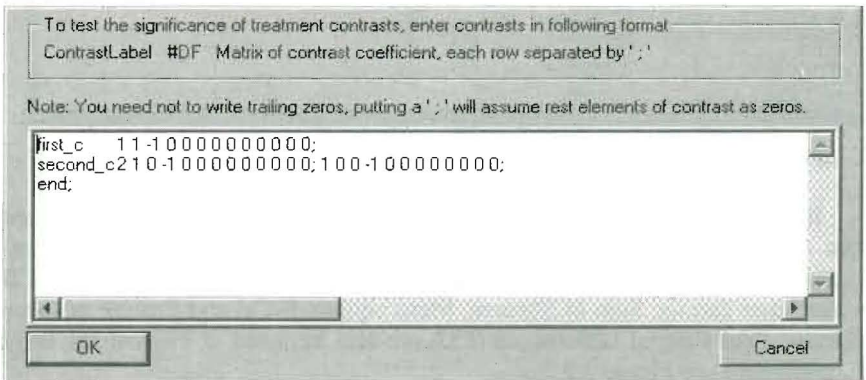 To test the significance of treatment contrasts, enter contrasts in following format
ContrastLabel #DF Matrix of contrast coefficient, each row separated by ' ; '
Note: You need not to write trailing zeros, putting a ' ; ' will assume rest elements of contrast as zeros.
first_c 1 1 -1 0 0 0 0 0 0 0 0 0 0;
second_c2 1 0 -1 0 0 0 0 0 0 0 0 0; 1 0 0 -1 0 0 0 0 0 0 0 0;
end;
OK
Cancel